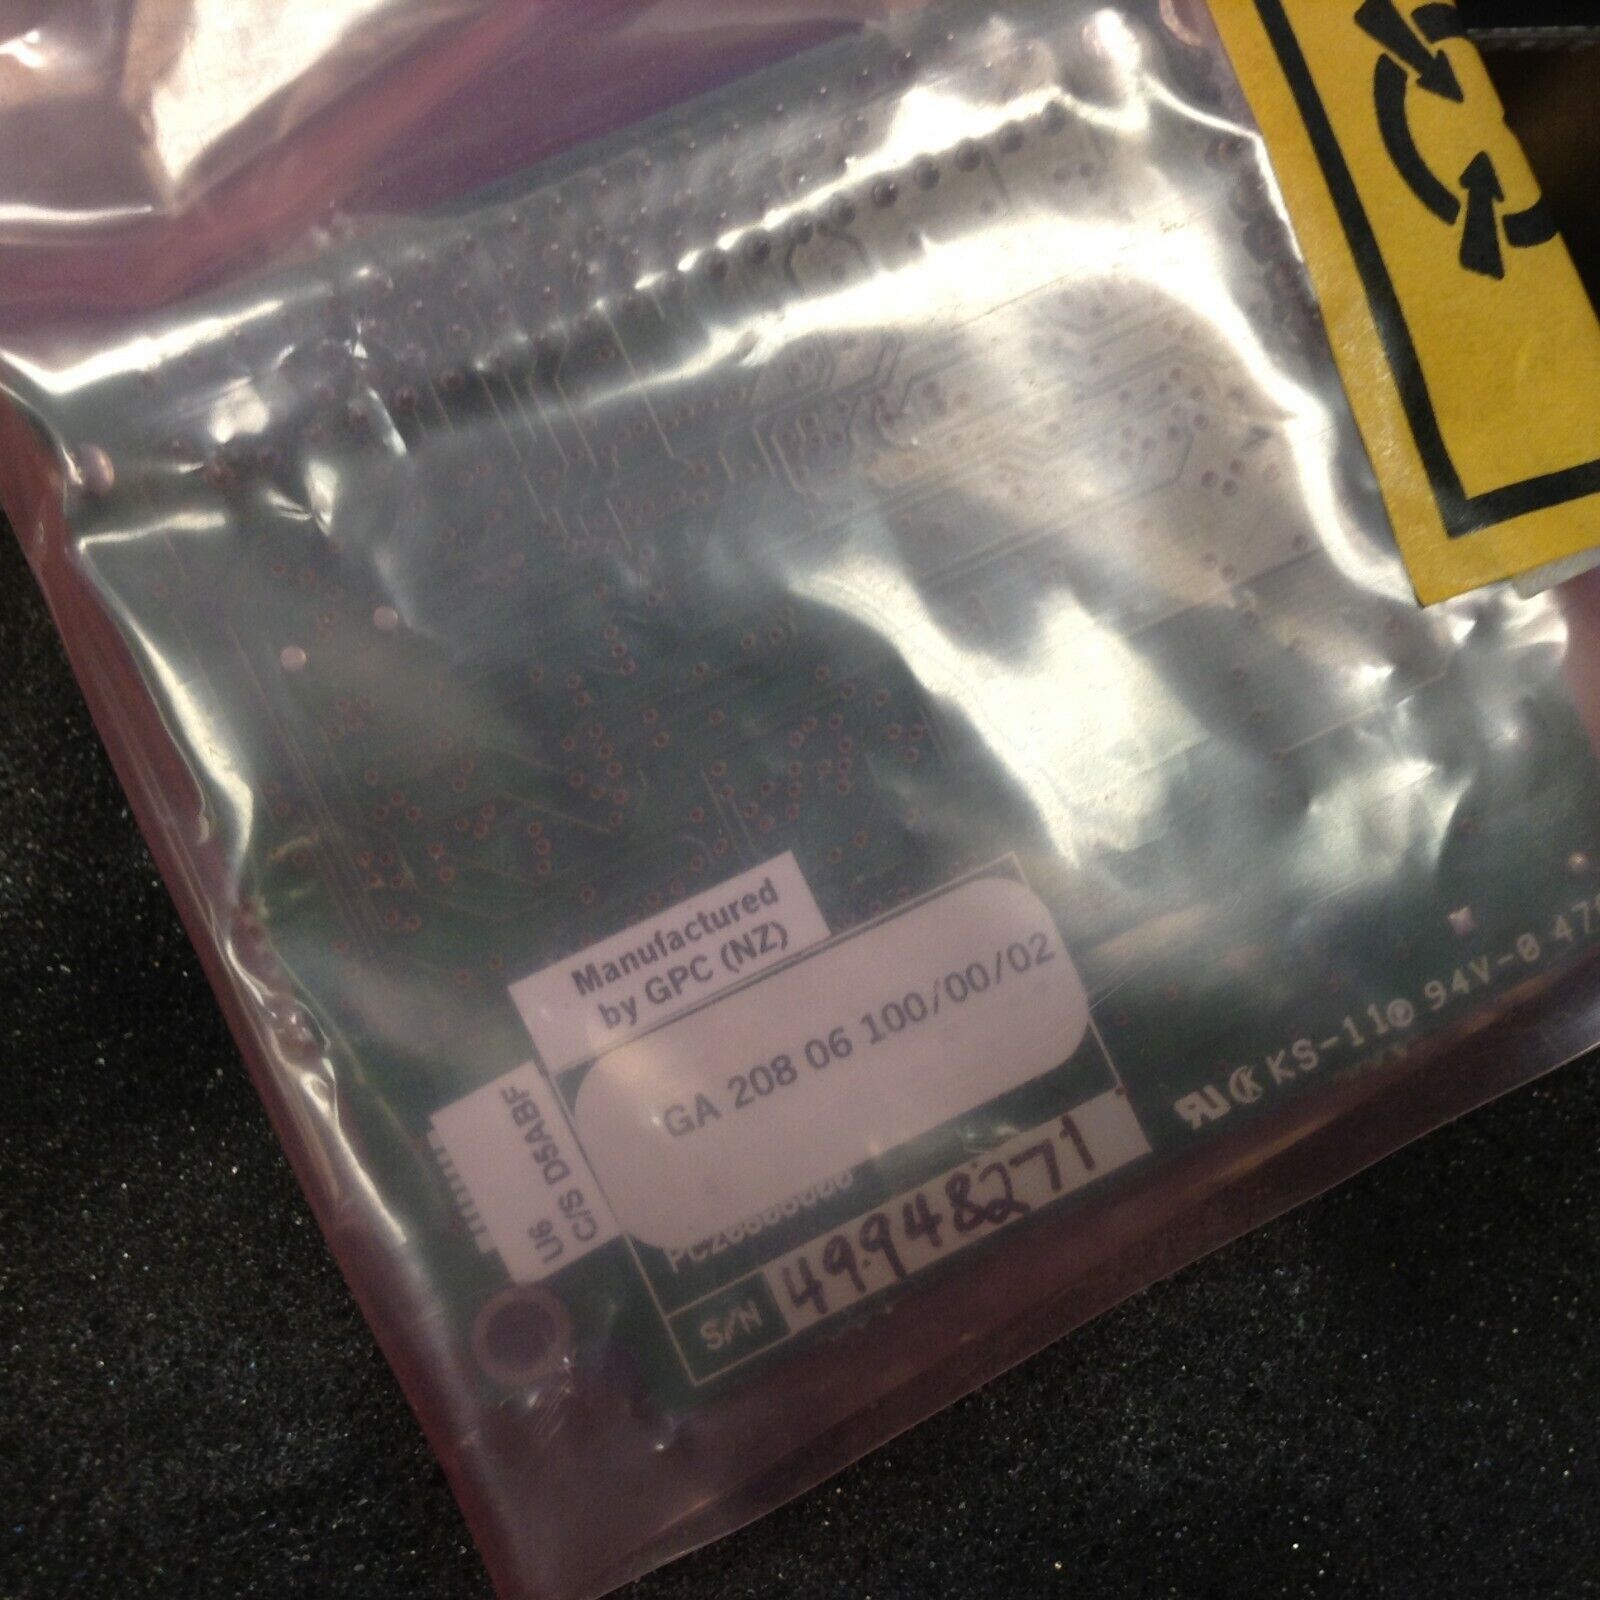 Manufactured
by GPC (NZ)
GA 208 06 100/00/02
U6
C/S D5ABF
S/N
49948271
KS-11 94V-0